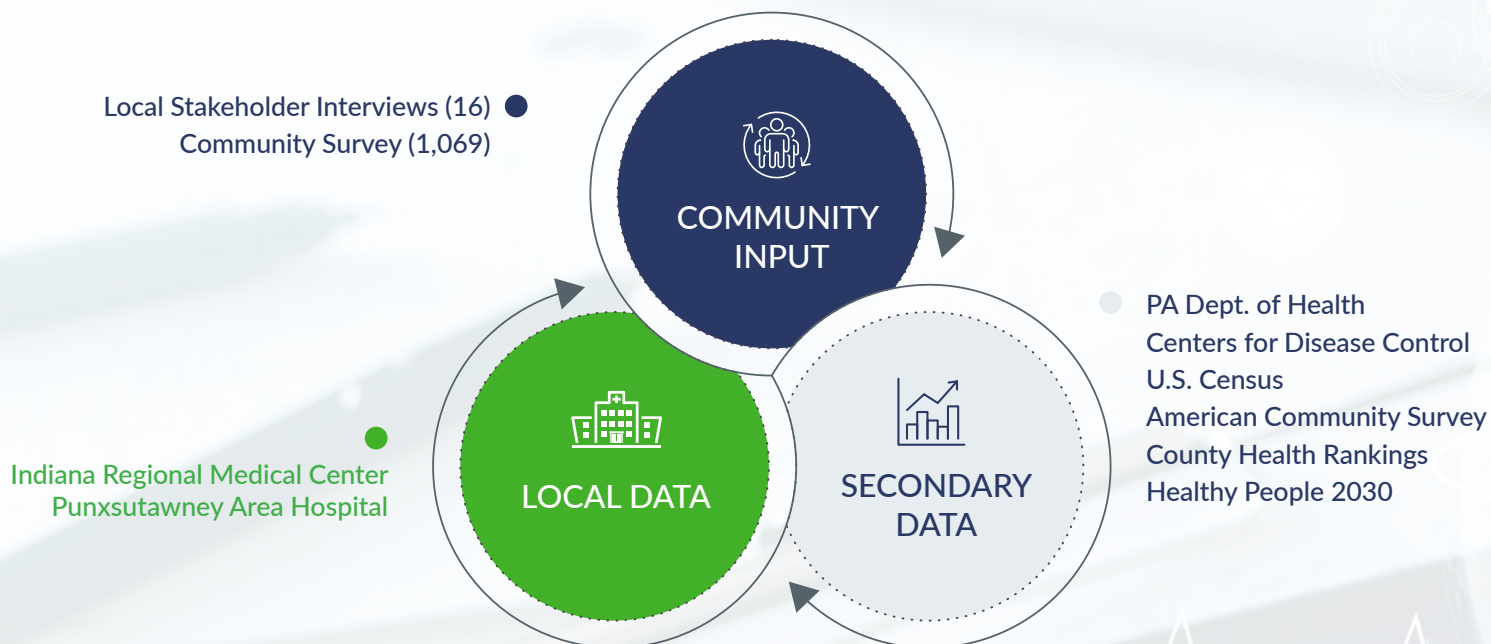 Local Stakeholder Interviews (16)
Community Survey (1,069)
COMMUNITY
INPUT
PA Dept. of Health
Centers for Disease Control
U.S. Census
American Community Survey
County Health Rankings
Healthy People 2030
SECONDARY
DATA
Indiana Regional Medical Center
Punxsutawney Area Hospital
LOCAL DATA